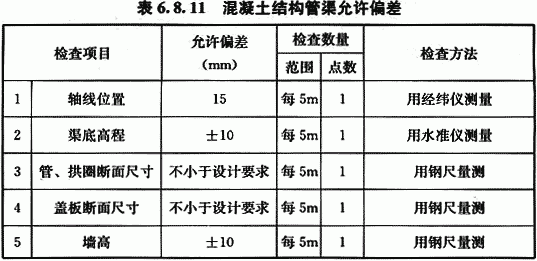 表 6.8.11 混凝土结构管渠允许偏差
检查项目 允许偏差（mm） 检查数量 检查方法
范围 点数
1 轴线位置 15 每 5m 1 用经纬仪测量
2 渠底高程 ±10 每 5m 1 用水准仪测量
3 管、拱圈断面尺寸 不小于设计要求 每 5m 1 用钢尺量测
4 盖板断面尺寸 不小于设计要求 每 5m 1 用钢尺量测
5 墙高 ±10 每 5m 1 用钢尺量测